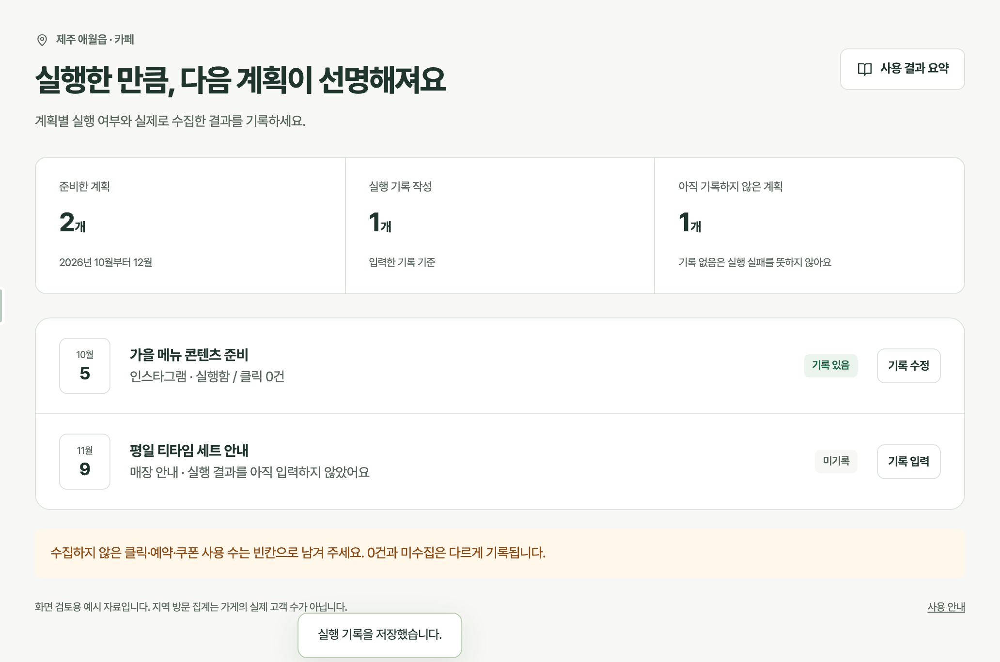 제주 애월읍 · 카페
실행한 만큼, 다음 계획이 선명해져요
사용 결과 요약
계획별 실행 여부와 실제로 수집한 결과를 기록하세요.
준비한 계획
2개
2026년 10월부터 12월
실행 기록 작성
1개
입력한 기록 기준
아직 기록하지 않은 계획
1개
기록 없음은 실행 실패를 뜻하지 않아요
10월
5
가을 메뉴 콘텐츠 준비
인스타그램 · 실행함 / 클릭 0건
기록 있음
기록 수정
11월
9
평일 티타임 세트 안내
매장 안내 · 실행 결과를 아직 입력하지 않았어요
미기록
기록 입력
수집하지 않은 클릭·예약·쿠폰 사용 수는 빈칸으로 남겨 주세요. 0건과 미수집은 다르게 기록됩니다.
화면 검토용 예시 자료입니다. 지역 방문 집계는 가게의 실제 고객 수가 아닙니다.
사용 안내
실행 기록을 저장했습니다.